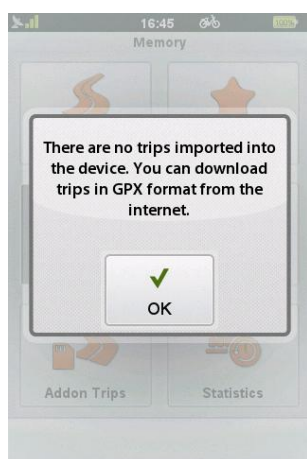 16:45
100%
Memory
There are no trips imported into
the device. You can download
trips in GPX format from the
internet.
OK
Addon Trips
Statistics